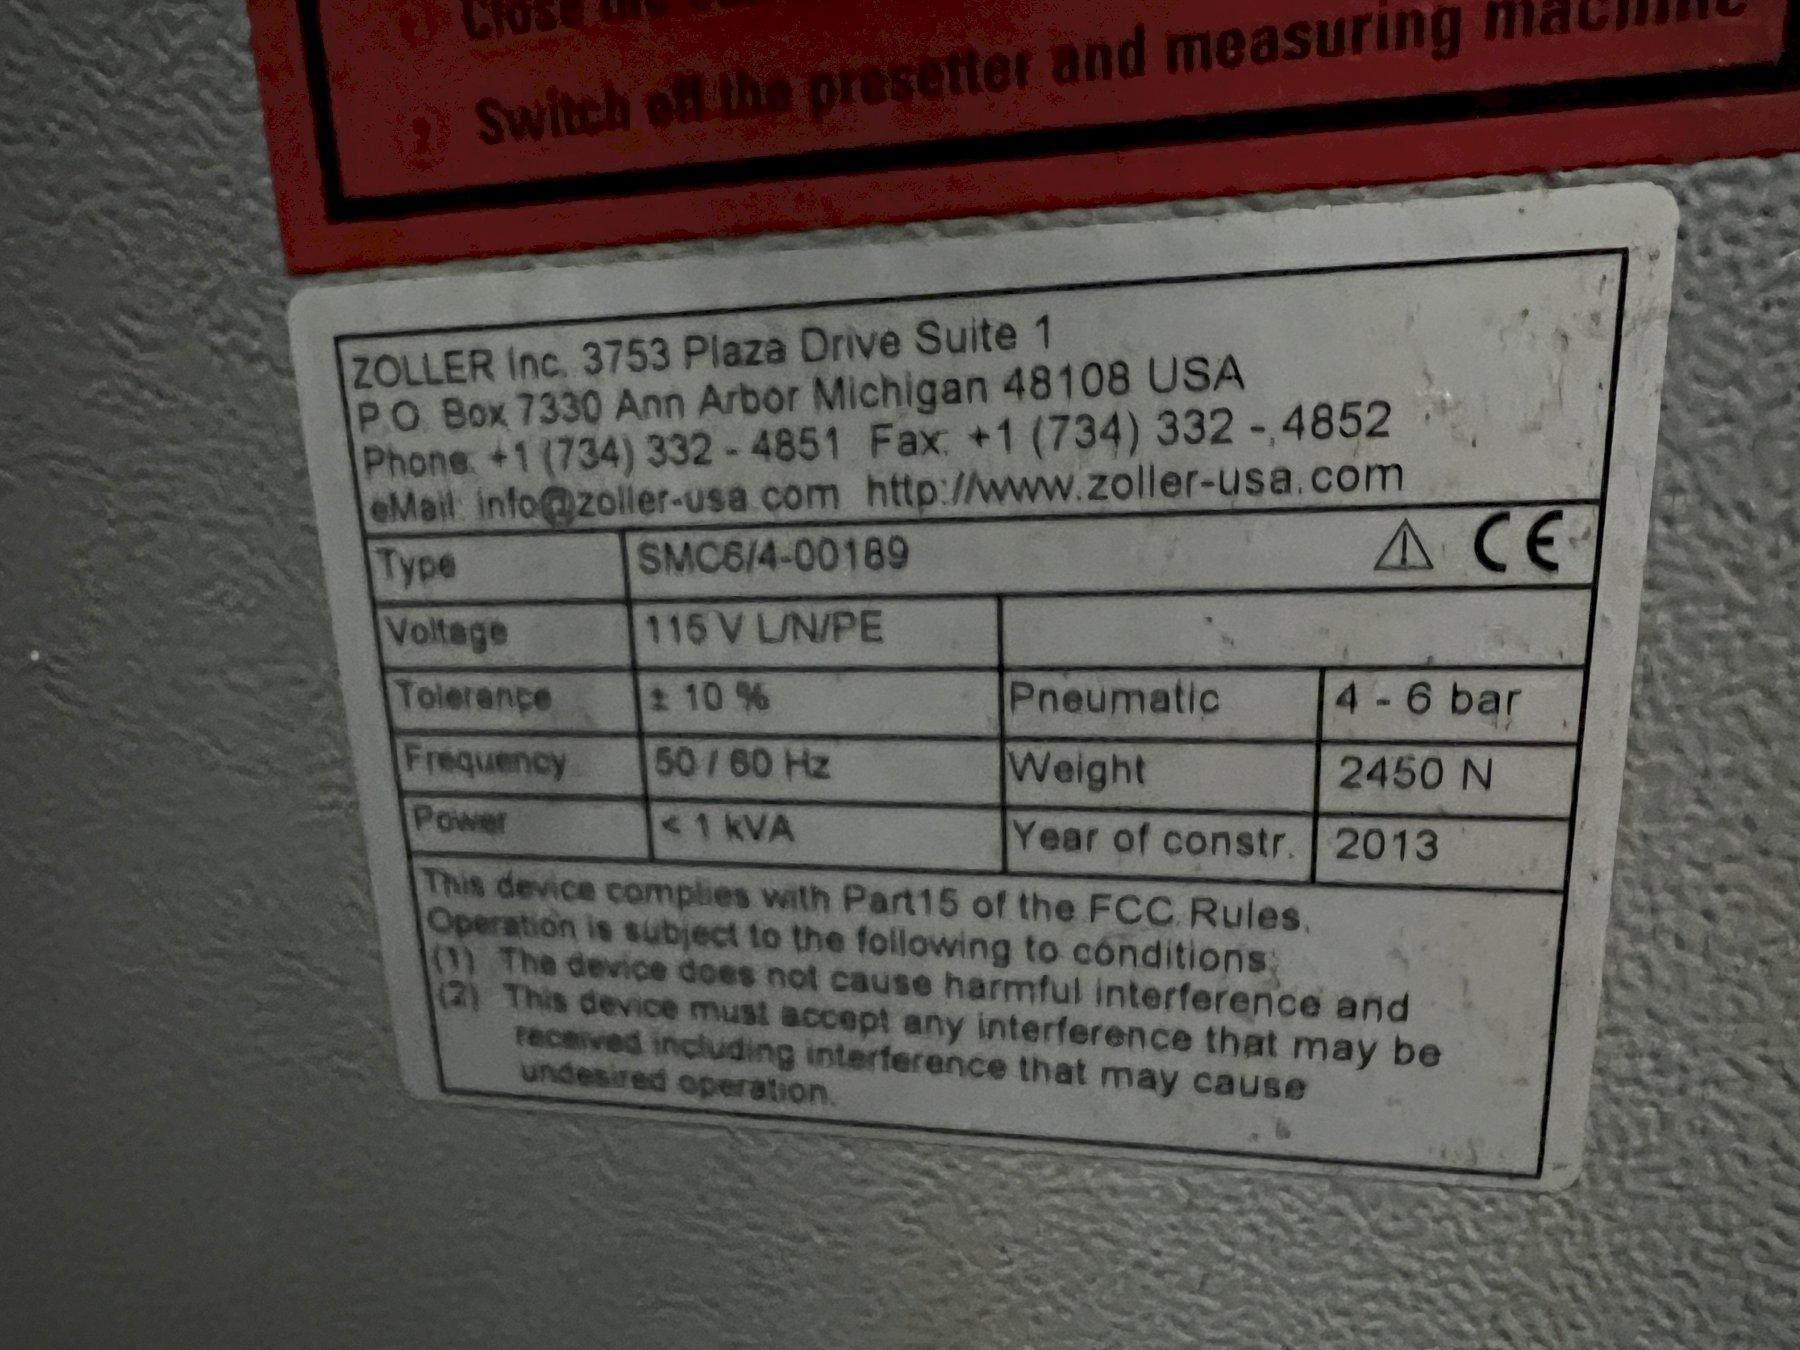 Close the
2 Switch off the presetter and measuring machine
ZOLLER Inc. 3753 Plaza Drive Suite 1
P.O. Box 7330 Ann Arbor Michigan 48108 USA
Phone: +1 (734) 332 - 4851 Fax: +1 (734) 332 - 4852
eMail: info@zoller-usa.com http://www.zoller-usa.com
Type SMC6/4-00189 CE
Voltage 115 V L/N/PE
Tolerance ± 10 % Pneumatic 4 - 6 bar
Frequency 50 / 60 Hz Weight 2450 N
Power < 1 kVA Year of constr. 2013
This device complies with Part15 of the FCC Rules.
Operation is subject to the following to conditions:
(1) The device does not cause harmful interference and
(2) This device must accept any interference that may be
received including interference that may cause
undesired operation.